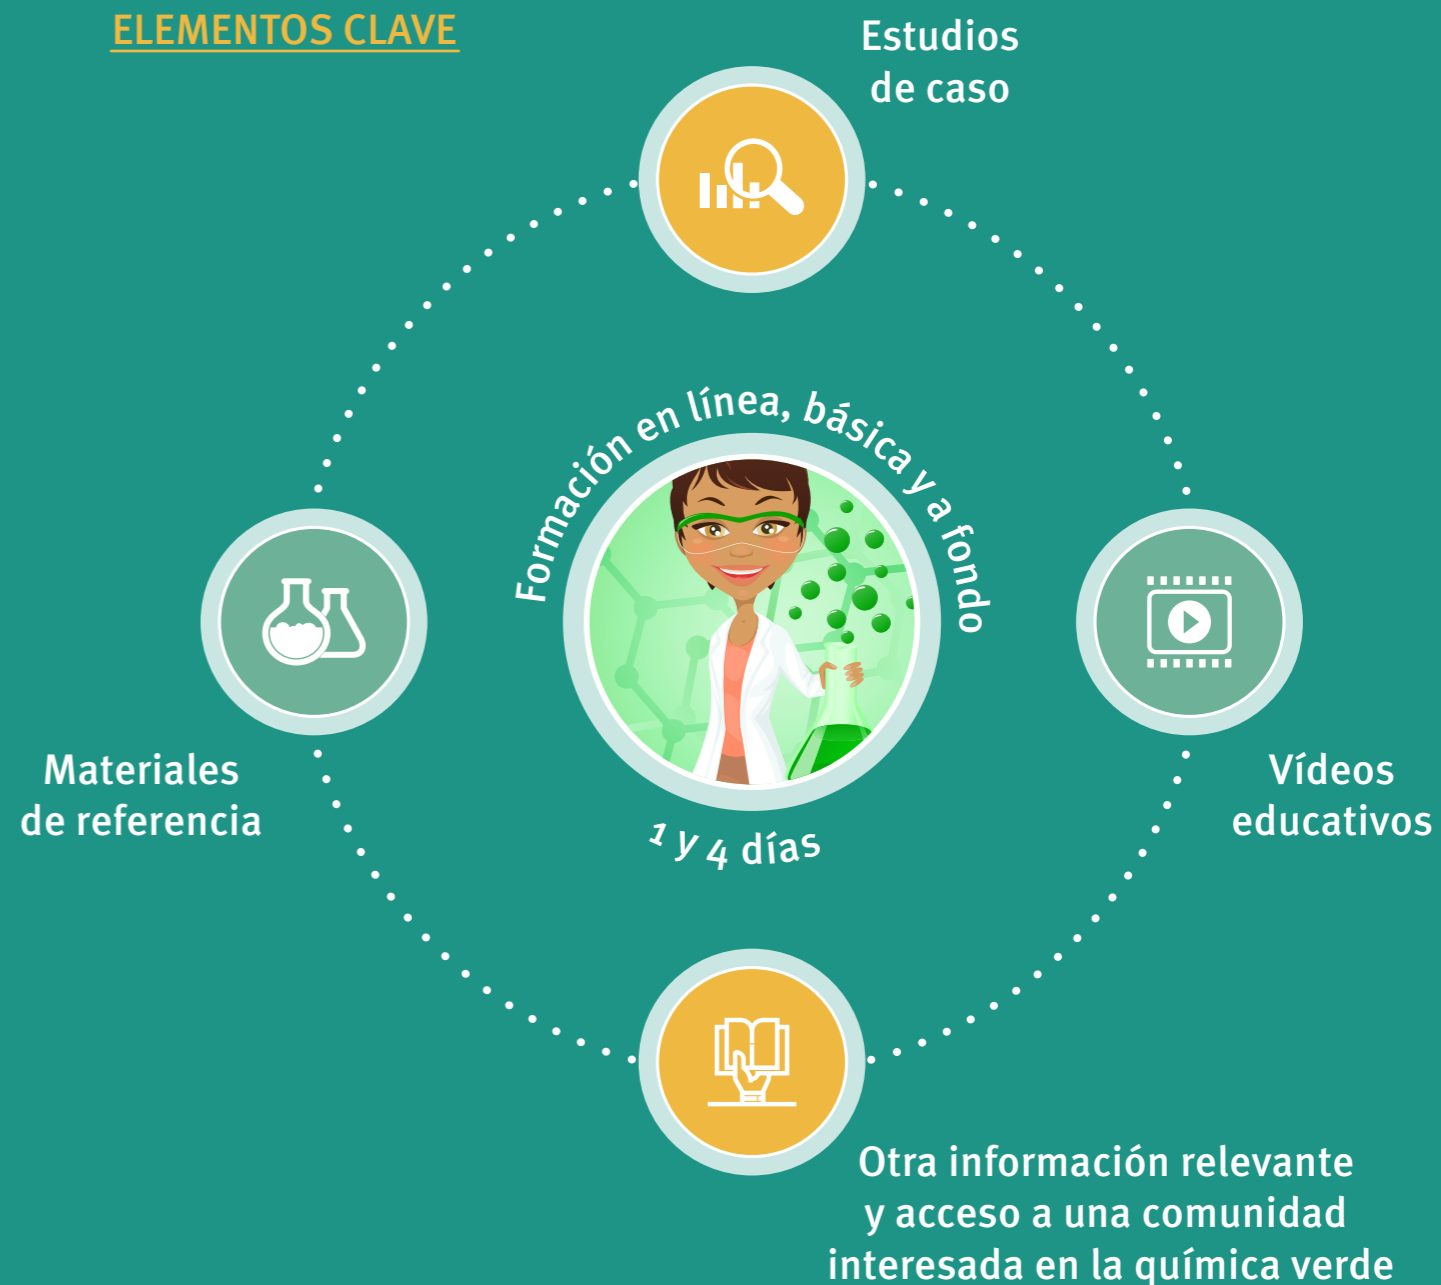 ELEMENTOS CLAVE
Estudios
de caso
Formación en línea, básica y a fondo
1 y 4 días
Materiales
de referencia
Vídeos
educativos
Otra información relevante
y acceso a una comunidad
interesada en la química verde